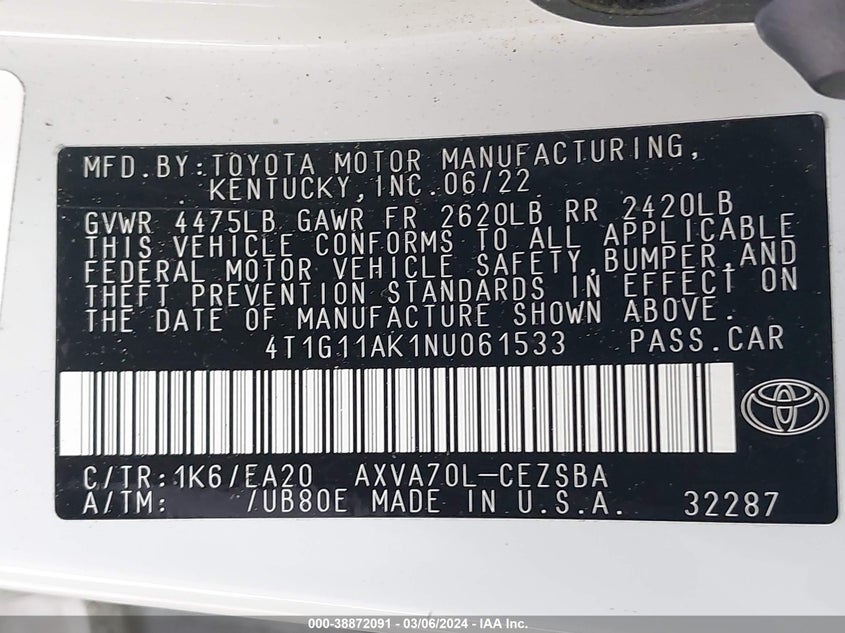 MFD.BY:TOYOTA MOTOR MANUFACTURING,
KENTUCKY,INC.06/22
GVWR 4475LB GAWR FR 2620LB RR 2420LB
THIS VEHICLE CONFORMS TO ALL APPLICABLE
FEDERAL MOTOR VEHICLE SAFETY,BUMPER,AND
THEFT PREVENTION STANDARDS IN EFFECT ON
THE DATE OF MANUFACTURE SHOWN ABOVE.
4T1G11AK1NU061533 PASS.CAR
C/TR:1K6/EA20 AXVA70L-CEZSBA
A/TM: /UB80E MADE IN U.S.A. 32287
000-38872091 - 03/06/2024 - IAA Inc.